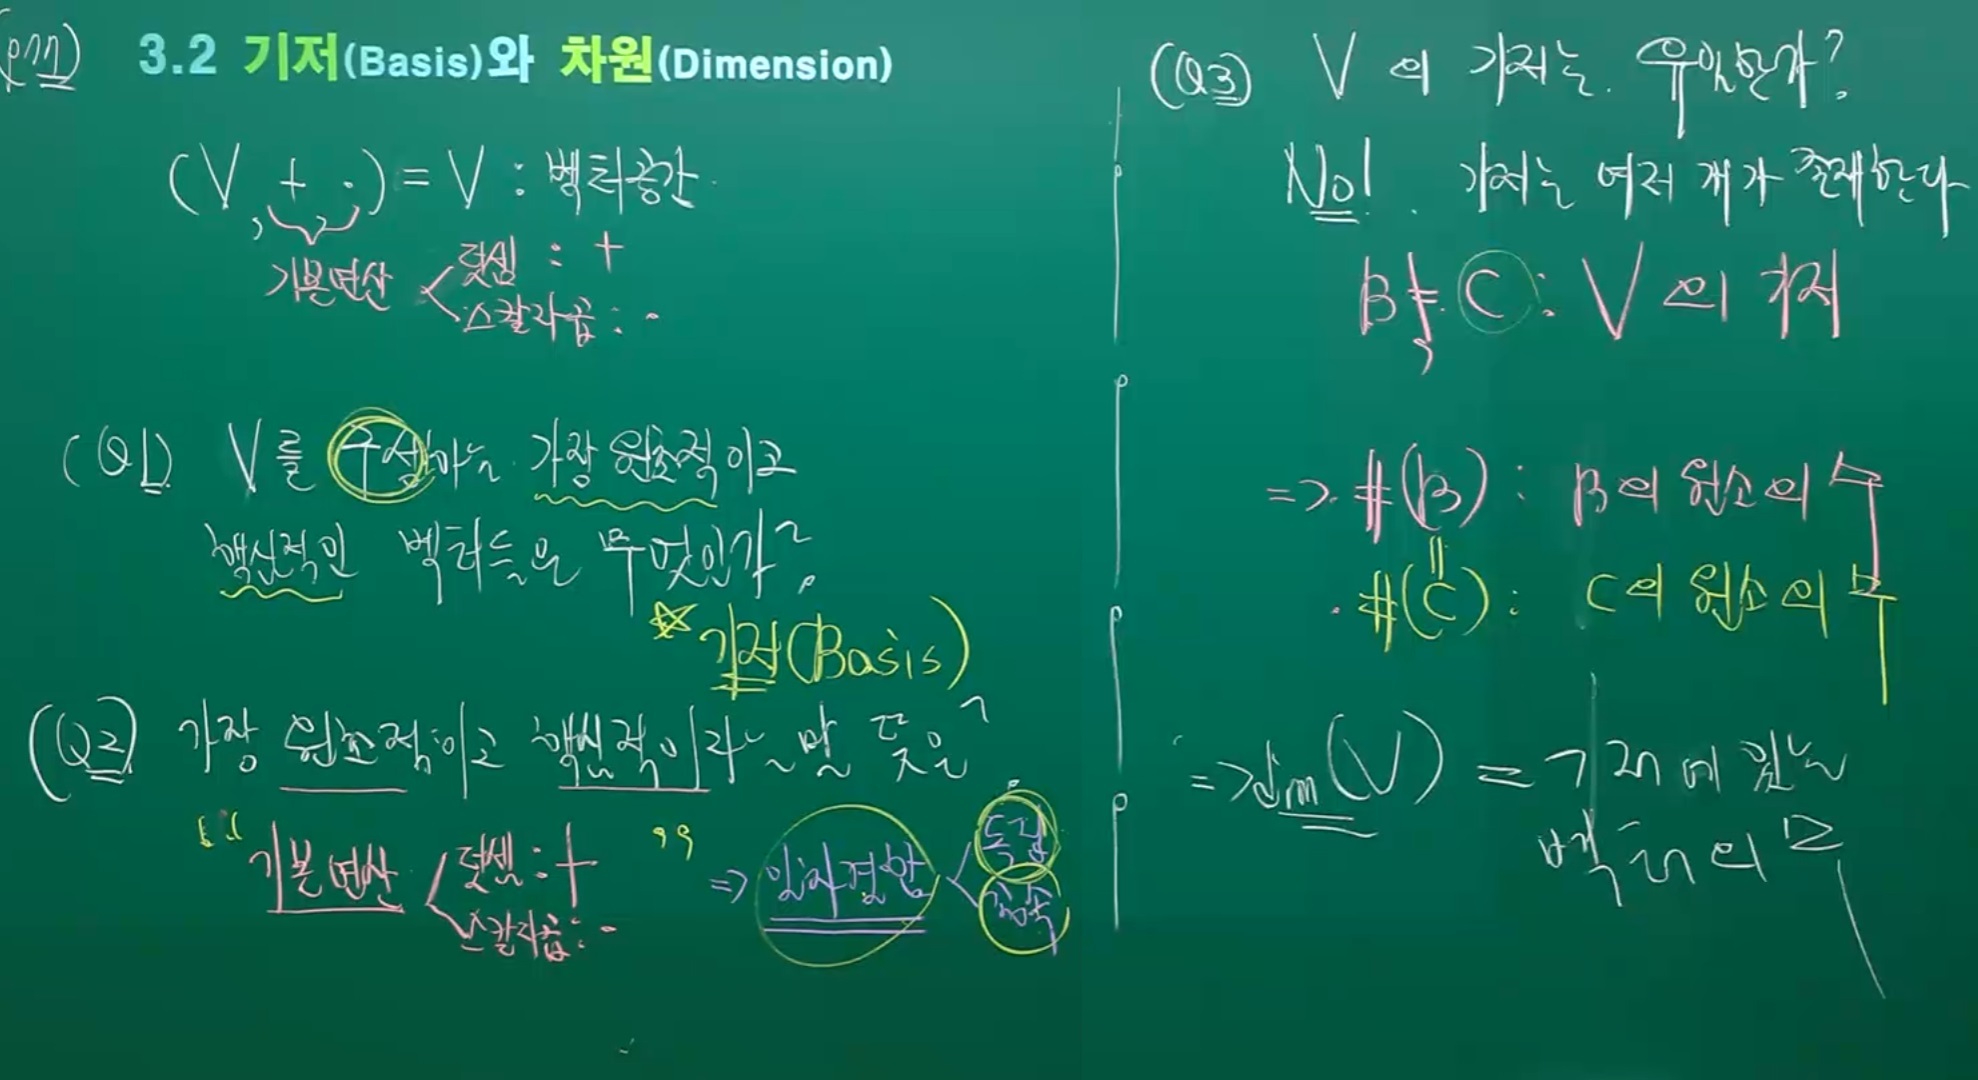 (p77)
3.2 기저(Basis)와 차원(Dimension)
(V, +, ·) = V : 벡터공간.
기본연산 < 덧셈 : +
스칼라곱 : ·
(Q1) V를 구성하는 가장 원초적이고
핵심적인 벡터들은 무엇인가?
☆ 기저(Basis)
(Q2) 가장 원초적이고 핵심적이라는 말 뜻은?
“ 기본연산 < 덧셈 : + ”
스칼라곱 : ·
=> 일차결합 < 독립
종속
(Q3) V의 기저는 유일한가?
No! 기저는 여러 개가 존재한다
B ≠ C : V의 기저
=> #(B) : B의 원소의 수
||
#(C) : C의 원소의 수
=> dim(V) = 기저에 있는
벡터의 수